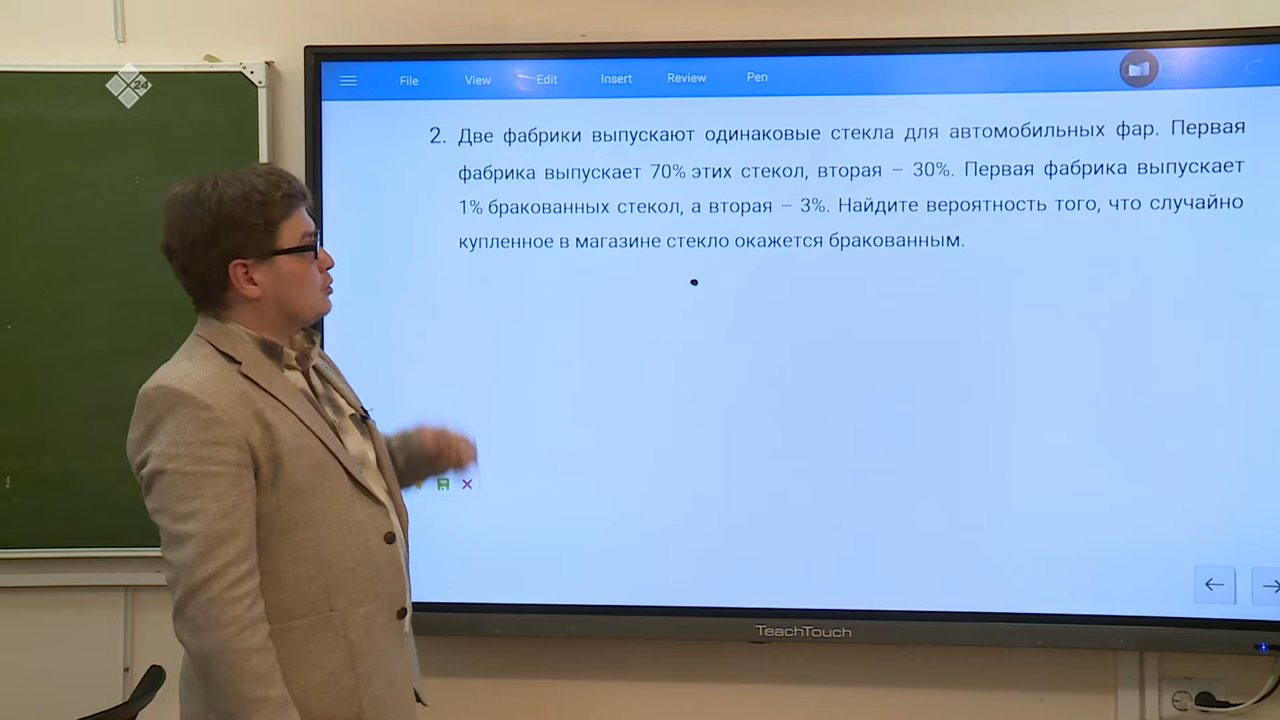 24
File View Edit Insert Review Pen
2. Две фабрики выпускают одинаковые стекла для автомобильных фар. Первая
фабрика выпускает 70% этих стекол, вторая – 30%. Первая фабрика выпускает
1% бракованных стекол, а вторая – 3%. Найдите вероятность того, что случайно
купленное в магазине стекло окажется бракованным.
TeachTouch